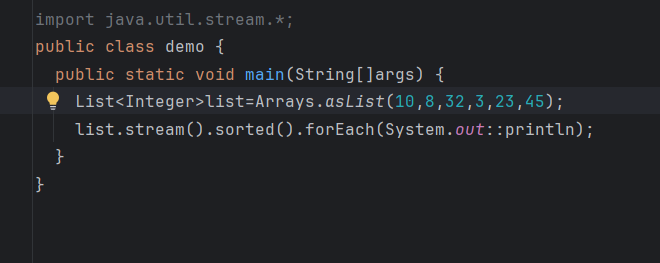 import java.util.stream.*;
public class demo {
  public static void main(String[]args) {
    List<Integer>list=Arrays.asList(10,8,32,3,23,45);
    list.stream().sorted().forEach(System.out::println);
  }
}